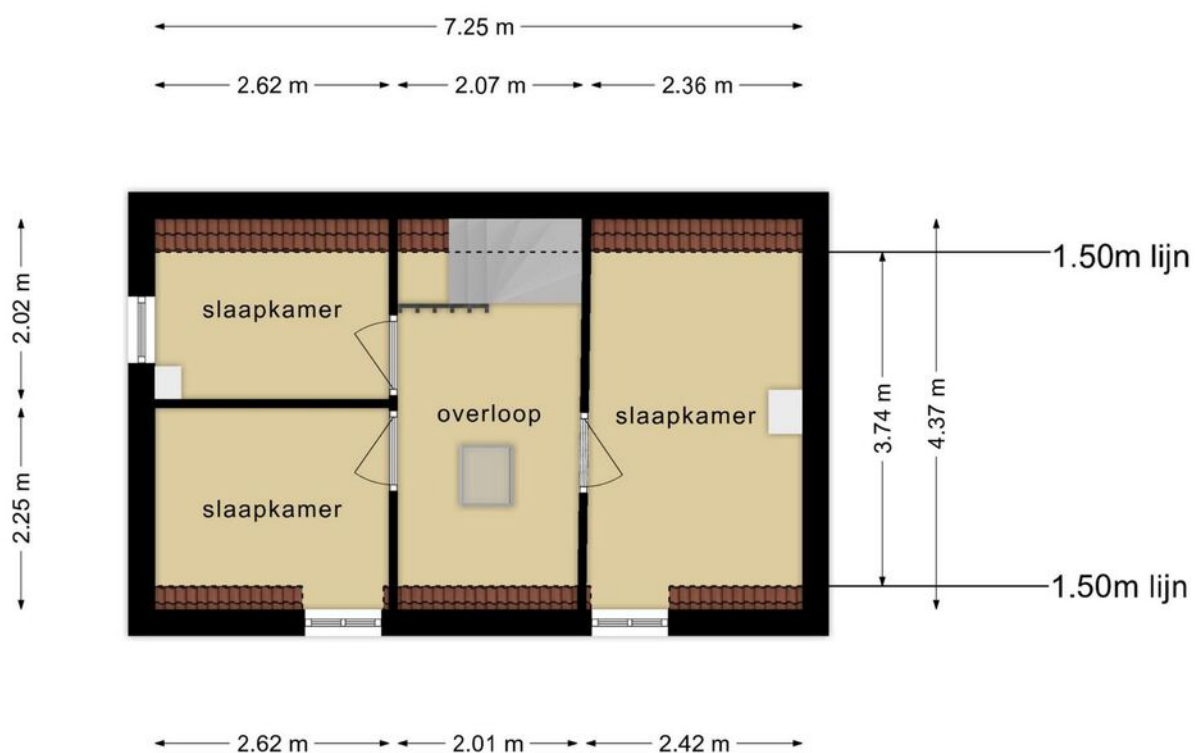 7.25 m
2.62 m
2.07 m
2.36 m
1.50m lijn
2.02 m
slaapkamer
overloop
slaapkamer
3.74 m
4.37 m
2.25 m
slaapkamer
1.50m lijn
2.62 m
2.01 m
2.42 m